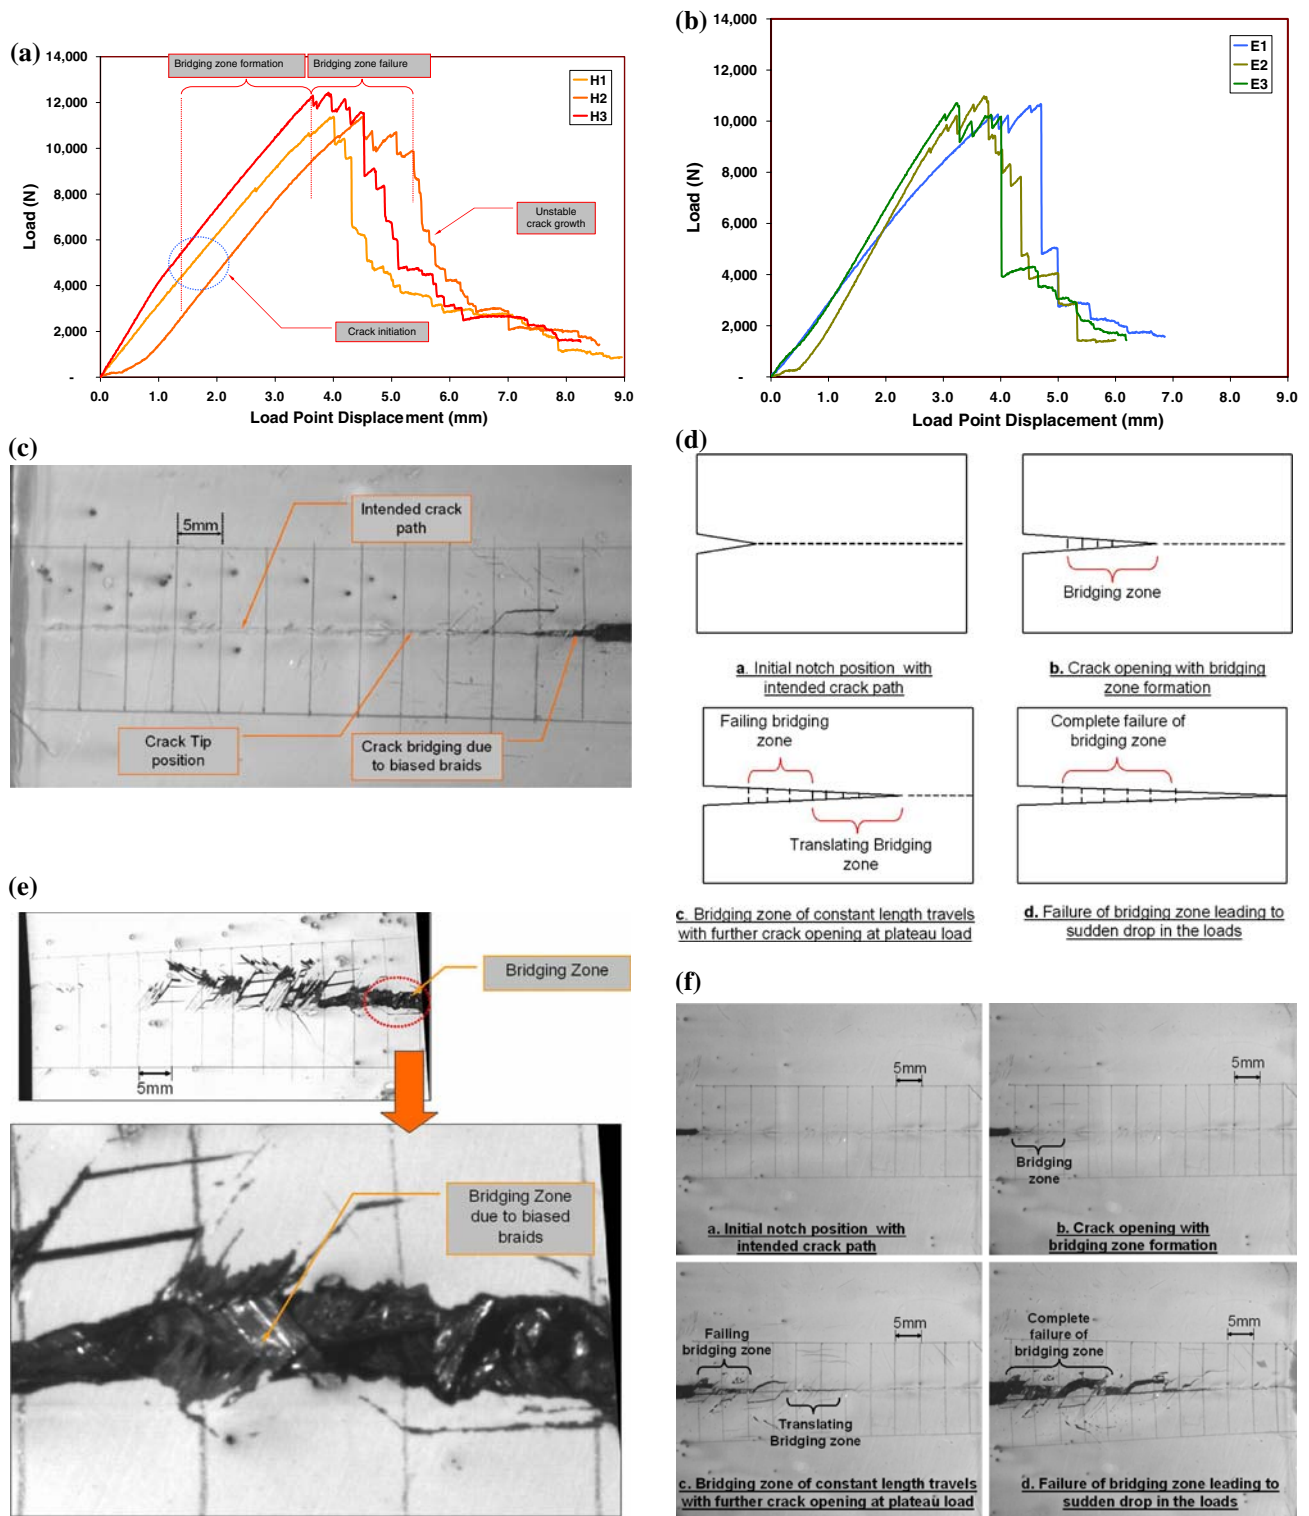 (a)
14,000
12,000
10,000
8,000
6,000
4,000
2,000
-
Load (N)
Bridging zone formation
Bridging zone failure
H1
H2
H3
Unstable
crack growth
Crack initiation
0.0 1.0 2.0 3.0 4.0 5.0 6.0 7.0 8.0 9.0
Load Point Displacement (mm)
(b)
14,000
12,000
10,000
8,000
6,000
4,000
2,000
-
Load (N)
E1
E2
E3
0.0 1.0 2.0 3.0 4.0 5.0 6.0 7.0 8.0 9.0
Load Point Displacement (mm)
(c)
5mm
Intended crack
path
Crack Tip
position
Crack bridging due
to biased braids
(d)
a. Initial notch position with
intended crack path
Bridging zone
b. Crack opening with bridging
zone formation
Failing bridging
zone
Translating Bridging
zone
c. Bridging zone of constant length travels
with further crack opening at plateau load
Complete failure of
bridging zone
d. Failure of bridging zone leading to
sudden drop in the loads
(e)
Bridging Zone
5mm
Bridging Zone
due to biased
braids
(f)
5mm
a. Initial notch position with
intended crack path
5mm
Bridging
zone
b. Crack opening with
bridging zone formation
5mm
Failing
bridging zone
Translating
Bridging zone
c. Bridging zone of constant length travels
with further crack opening at plateau load
5mm
Complete
failure of
bridging zone
d. Failure of bridging zone leading to
sudden drop in the loads